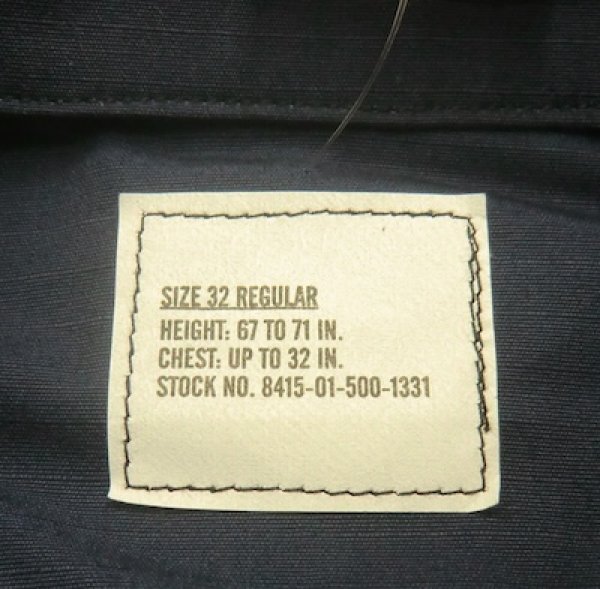 SIZE 32 REGULAR
HEIGHT: 67 TO 71 IN.
CHEST: UP TO 32 IN.
STOCK NO. 8415-01-500-1331